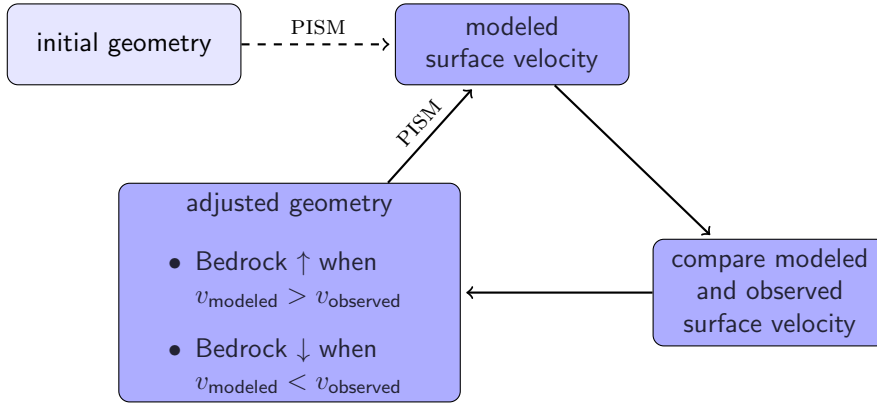 initial geometry
PISM
modeled
surface velocity
PISM
adjusted geometry
• Bedrock ↑ when
v_modeled > v_observed
• Bedrock ↓ when
v_modeled < v_observed
compare modeled
and observed
surface velocity